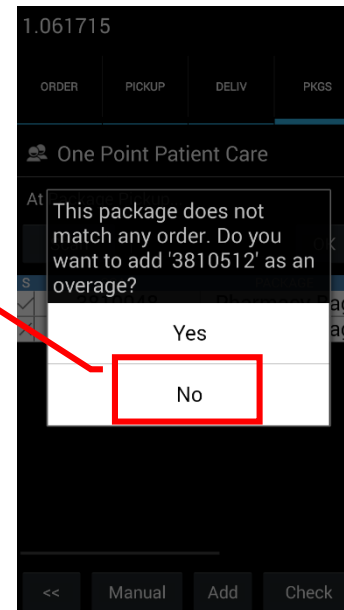 1.061715
ORDER PICKUP DELIV PKGS
One Point Patient Care
At
This package does not
match any order. Do you
want to add '3810512' as an
overage?
Yes
No
<< Manual Add Check